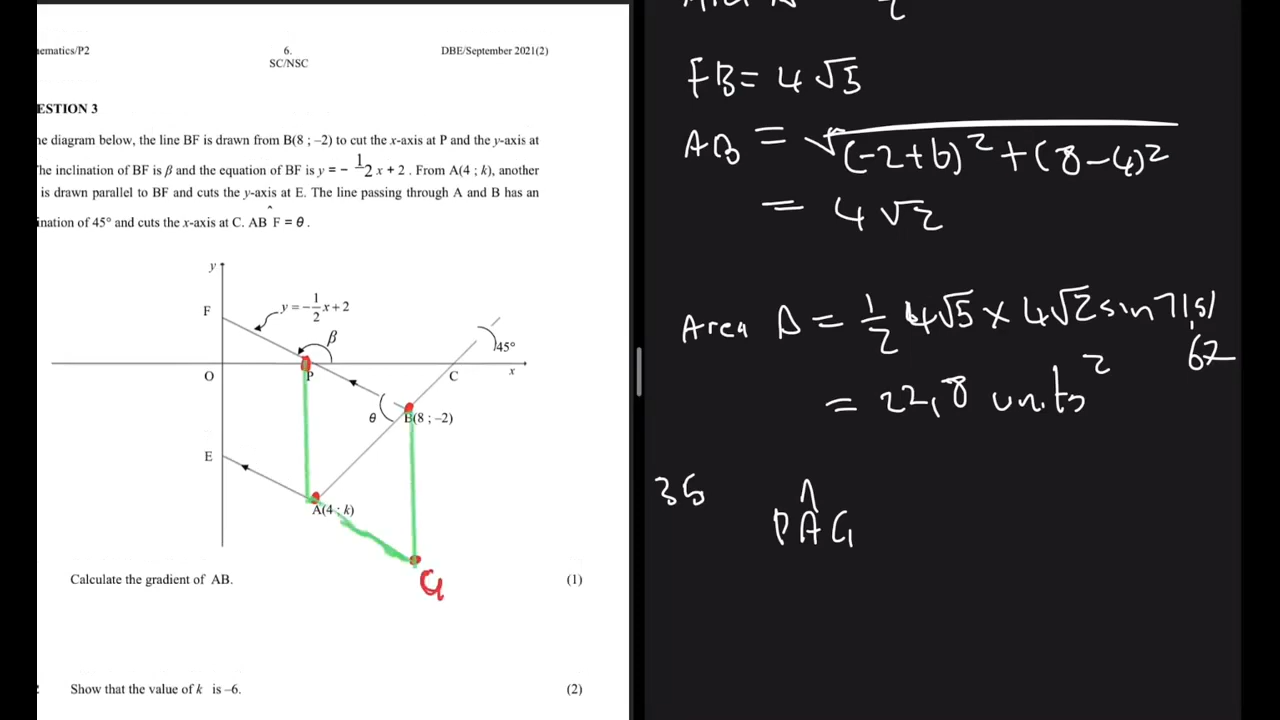 ematics/P2
6.
SC/NSC
DBE/September 2021(2)
ESTION 3
e diagram below, the line BF is drawn from B(8 ; –2) to cut the x-axis at P and the y-axis at
he inclination of BF is β and the equation of BF is y = – 1/2 x + 2 . From A(4 ; k), another
is drawn parallel to BF and cuts the y-axis at E. The line passing through A and B has an
ination of 45° and cuts the x-axis at C. AB̂F = θ .
y
F
y = – 1/2 x + 2
β
45°
O
P
C
x
θ
B(8 ; –2)
E
A(4 ; k)
G
Calculate the gradient of AB.
(1)
Show that the value of k is –6.
(2)
FB = 4√5
AB = √(-2+6)² + (8-4)²
= 4√2
Area Δ = 1/2 4√5 × 4√2 sin 71,5/
62
= 22,8 units²
35
PÂG